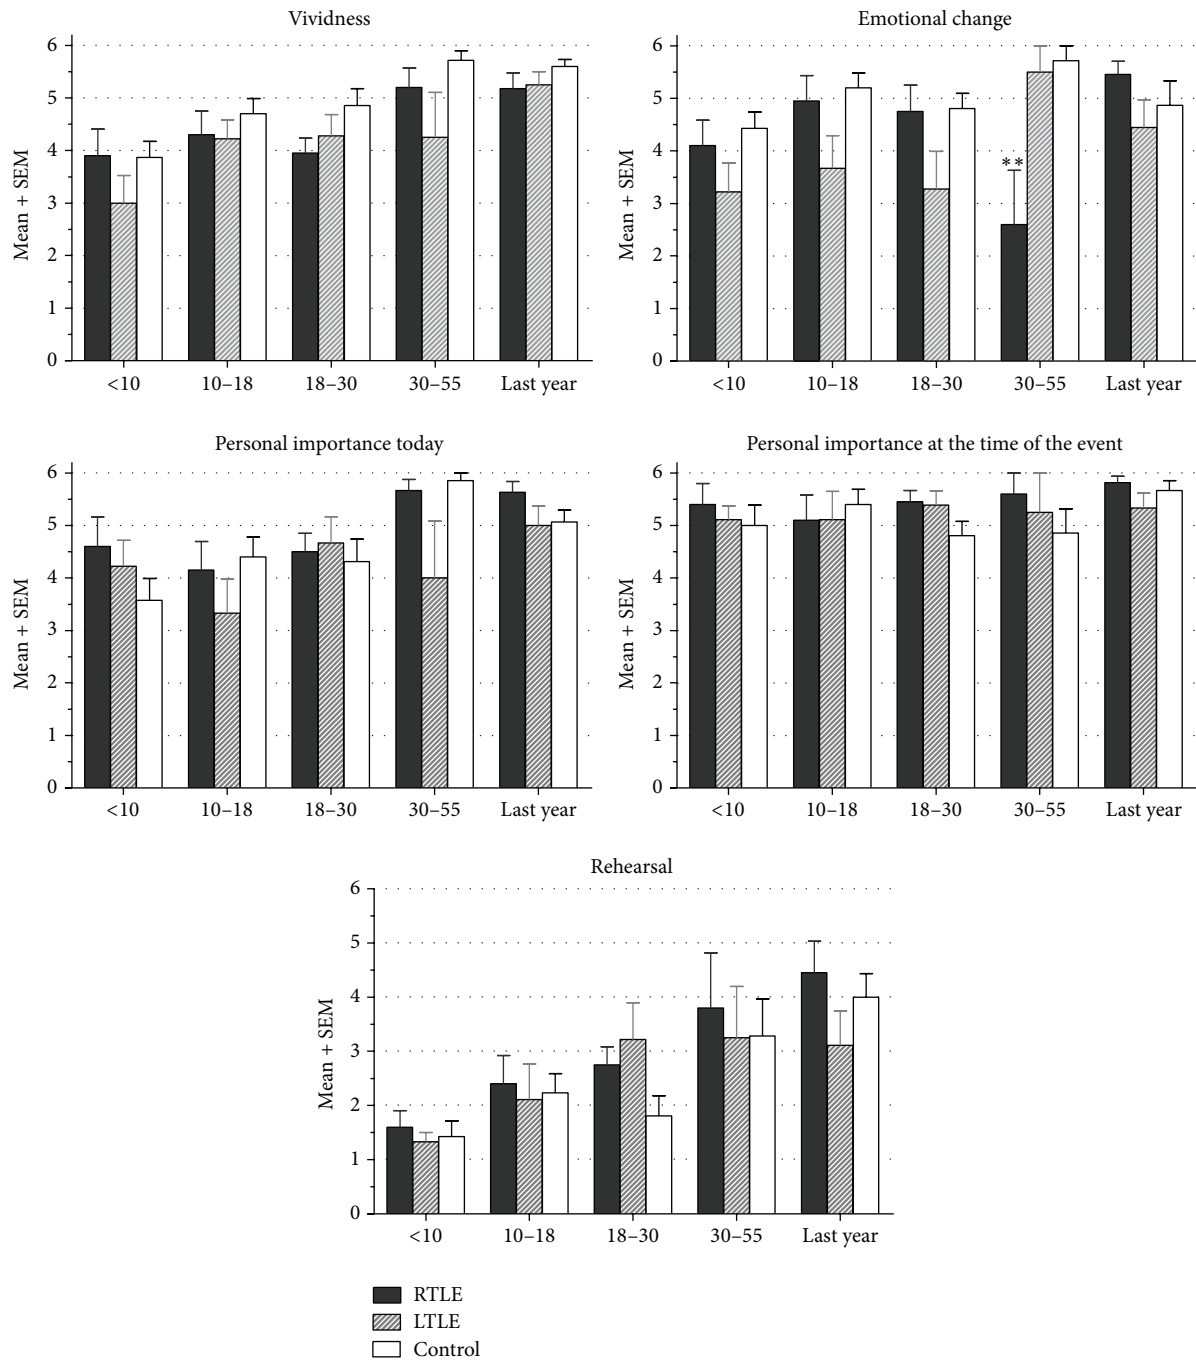 Vividness
Mean + SEM
6
5
4
3
2
1
0
<10 10–18 18–30 30–55 Last year
Emotional change
Mean + SEM
6
5
4
3
2
1
0
**
<10 10–18 18–30 30–55 Last year
Personal importance today
Mean + SEM
6
5
4
3
2
1
0
<10 10–18 18–30 30–55 Last year
Personal importance at the time of the event
Mean + SEM
6
5
4
3
2
1
0
<10 10–18 18–30 30–55 Last year
Rehearsal
Mean + SEM
6
5
4
3
2
1
0
<10 10–18 18–30 30–55 Last year
RTLE
LTLE
Control